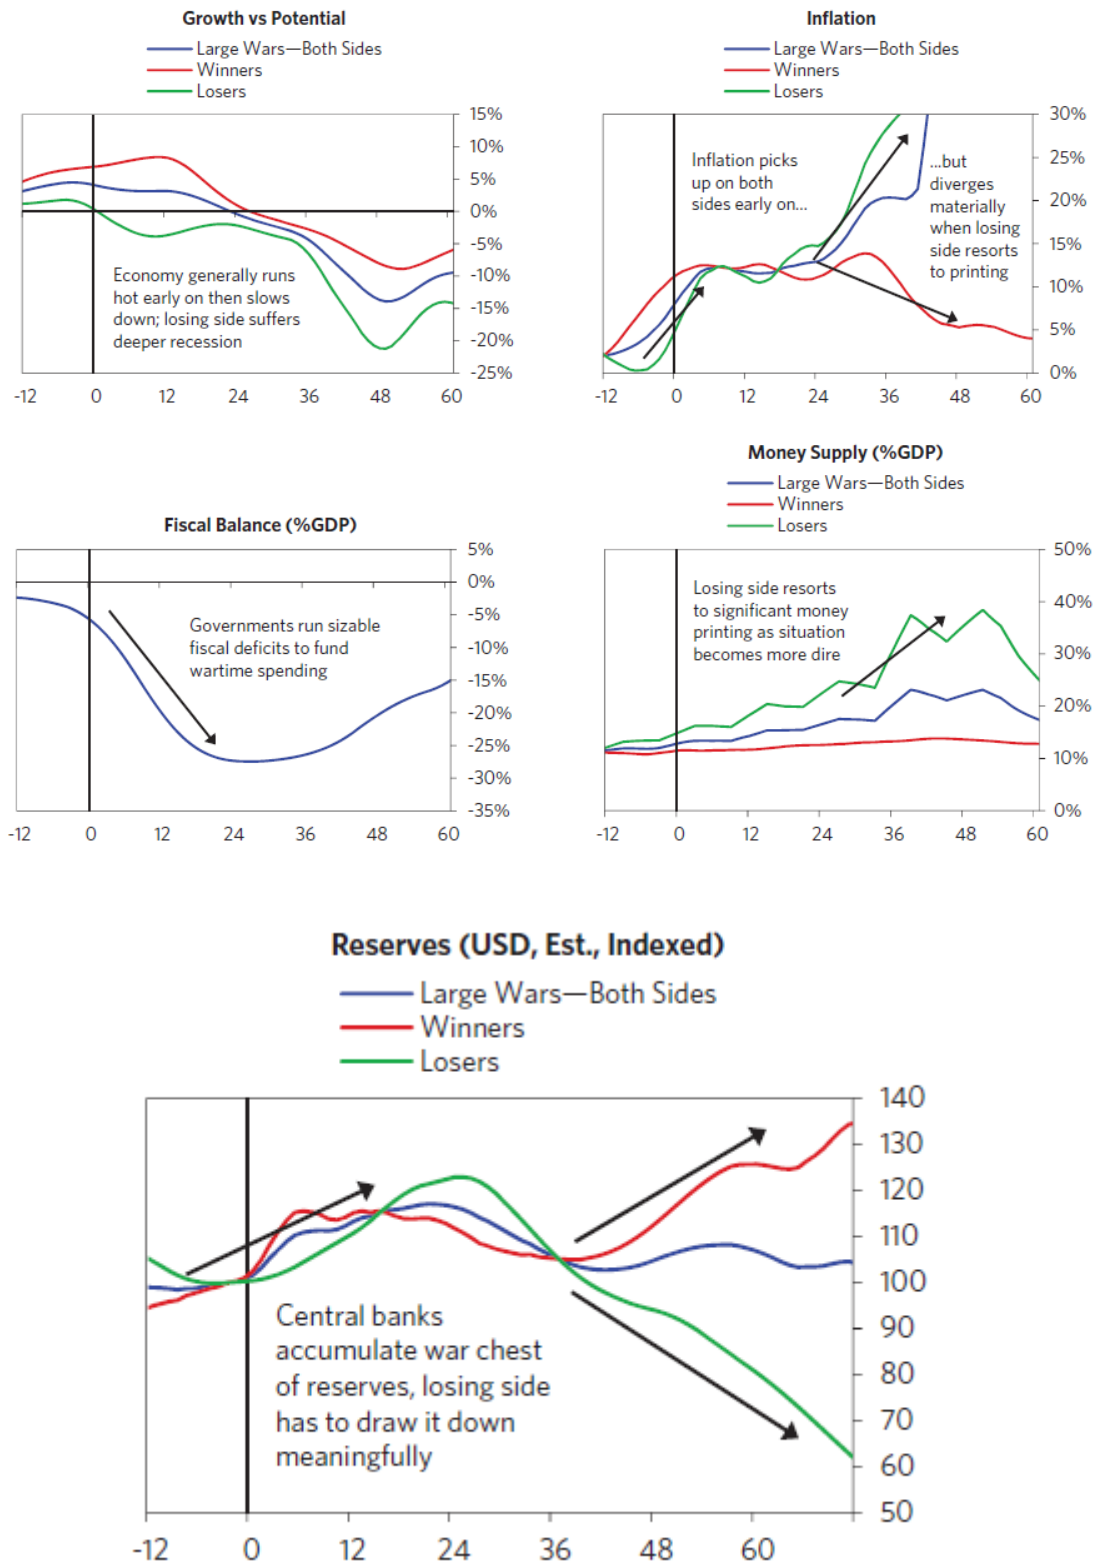 Growth vs Potential
Large Wars—Both Sides
Winners
Losers
15%
10%
5%
0%
-5%
-10%
-15%
-20%
-25%
Economy generally runs
hot early on then slows
down; losing side suffers
deeper recession
-12 0 12 24 36 48 60
Inflation
Large Wars—Both Sides
Winners
Losers
30%
25%
20%
15%
10%
5%
0%
Inflation picks
up on both
sides early on...
...but
diverges
materially
when losing
side resorts
to printing
-12 0 12 24 36 48 60
Fiscal Balance (%GDP)
5%
0%
-5%
-10%
-15%
-20%
-25%
-30%
-35%
Governments run sizable
fiscal deficits to fund
wartime spending
-12 0 12 24 36 48 60
Money Supply (%GDP)
Large Wars—Both Sides
Winners
Losers
50%
40%
30%
20%
10%
0%
Losing side resorts
to significant money
printing as situation
becomes more dire
-12 0 12 24 36 48 60
Reserves (USD, Est., Indexed)
Large Wars—Both Sides
Winners
Losers
140
130
120
110
100
90
80
70
60
50
Central banks
accumulate war chest
of reserves, losing side
has to draw it down
meaningfully
-12 0 12 24 36 48 60